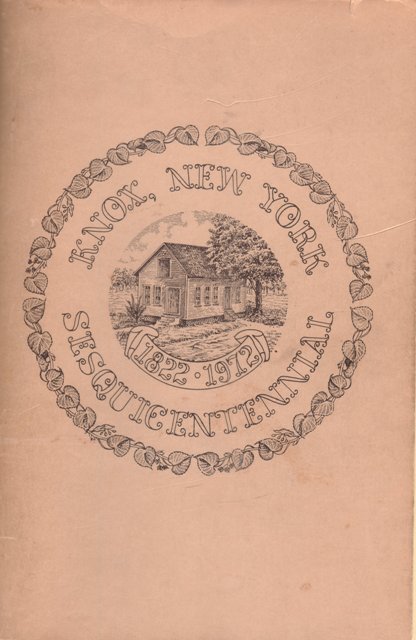 KNOX, NEW YORK
1822 · 1972
SESQUICENTENNIAL